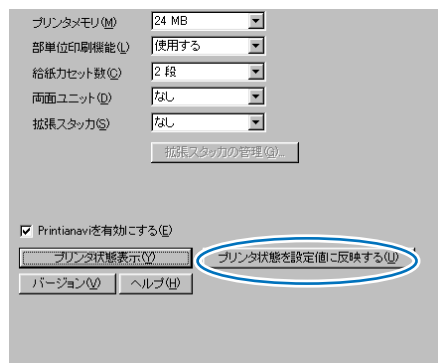 プリンタメモリ(M) 24 MB
部単位印刷機能(L) 使用する
給紙カセット数(C) 2 段
両面ユニット(D) なし
拡張スタッカ(S) なし
拡張スタッカの管理(G)...
Printianaviを有効にする(E)
プリンタ状態表示(Y) プリンタ状態を設定値に反映する(U)
バージョン(V) ヘルプ(H)